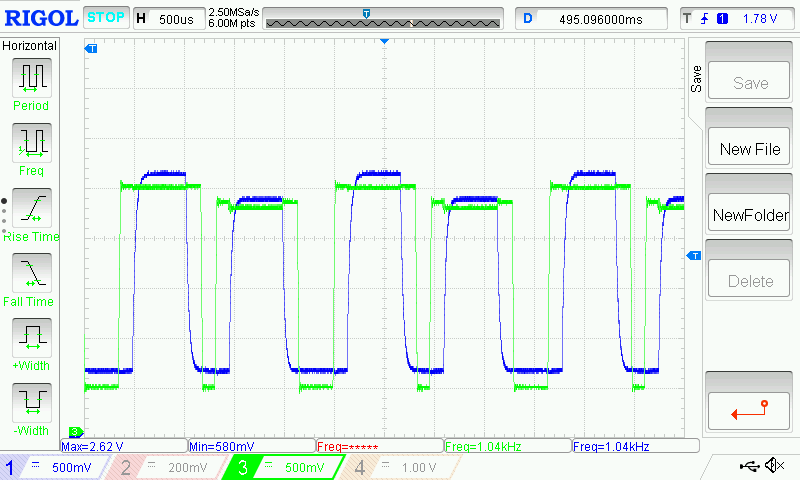 RIGOL STOP H 500us 2.50MSa/s 6.00M pts T D 495.096000ms T 1 1.78 V
Horizontal
Period
Freq
Rise Time
Fall Time
+Width
-Width
T
T
3
Save
Save
New File
NewFolder
Delete
Max=2.62 V Min=580mV Freq=***** Freq=1.04kHz Freq=1.04kHz
1 500mV 2 200mV 3 500mV 4 1.00 V